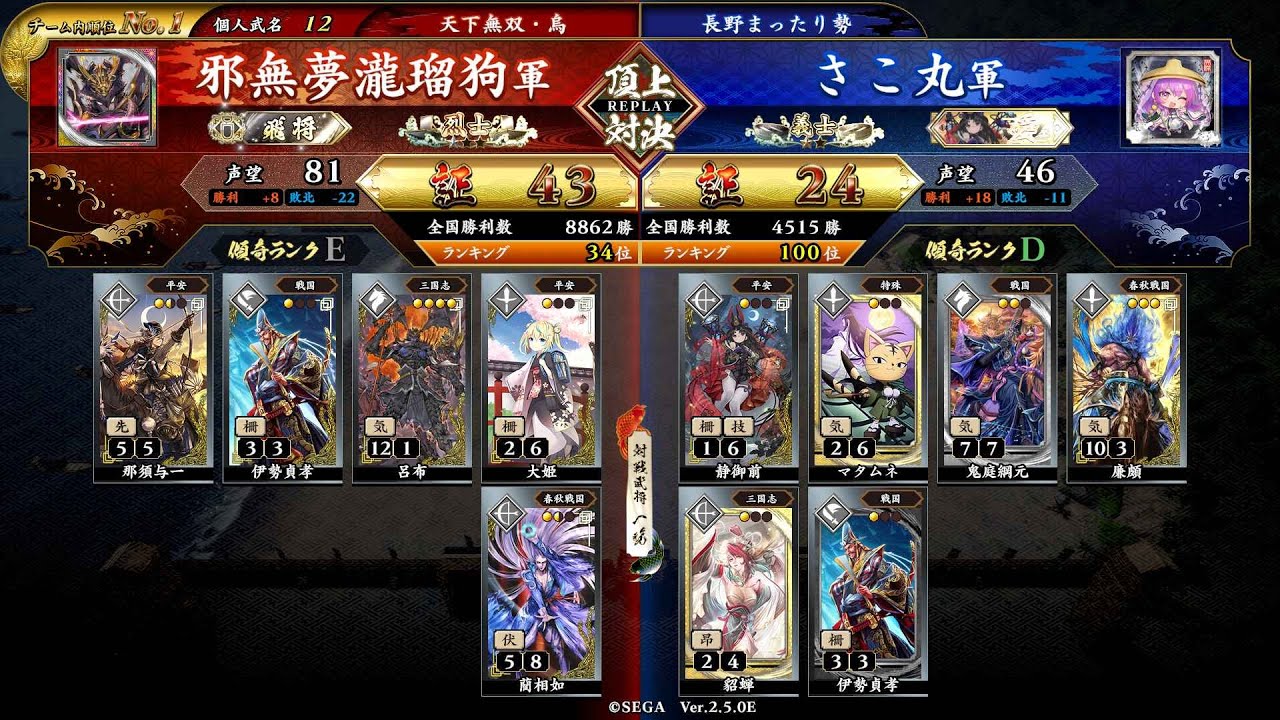 チーム内順位 No.1
個人武名 12
天下無双・鳥
長野まったり勢
邪無夢瀧瑠狗軍
頂上
REPLAY
対決
さこ丸軍
飛将
烈士
義士
声望 81
勝利 +8 敗北 -22
証 43
証 24
声望 46
勝利 +18 敗北 -11
全国勝利数 8862勝
全国勝利数 4515勝
ランキング 34位
ランキング 100位
傾奇ランク E
傾奇ランク D
平安
先
5 5
那須与一
戦国
柵
3 3
伊勢貞孝
三国志
気
12 1
呂布
平安
柵
2 6
大姫
平安
柵 技
1 6
静御前
特殊
気
2 6
マタムネ
戦国
気
7 7
鬼庭綱元
春秋戦国
気
10 3
廉頗
対戦武将一覧
春秋戦国
伏
5 8
藺相如
三国志
昂
2 4
貂蟬
戦国
柵
3 3
伊勢貞孝
©SEGA Ver.2.5.0E